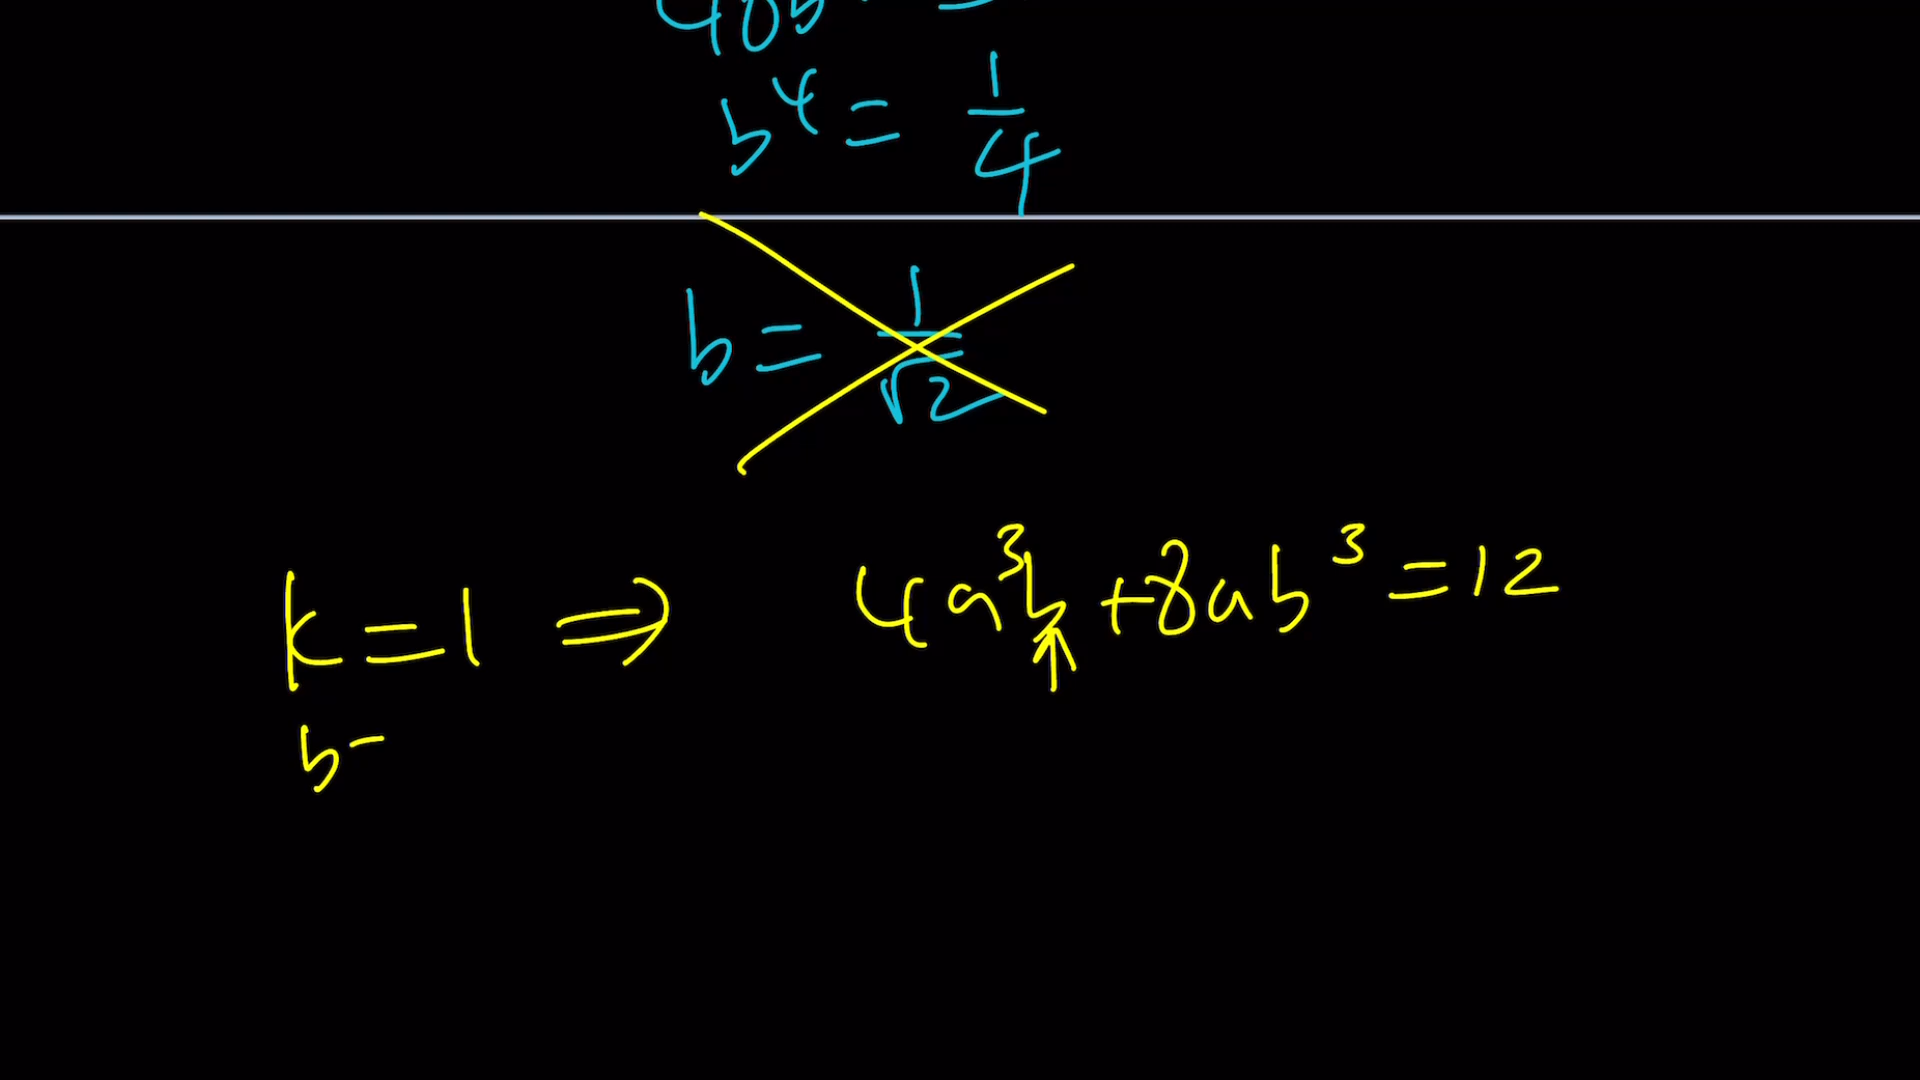 b⁴ = 1/4
b = 1/√2
k = 1 ⇒ 4a³b + 8ab³ = 12
b